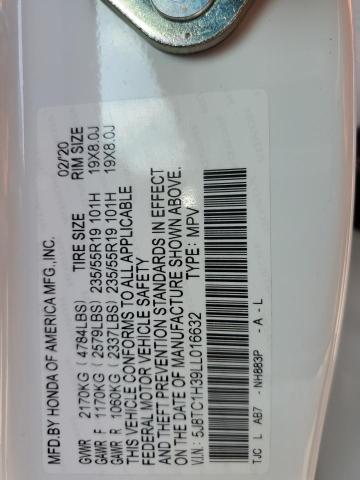 MFD.BY HONDA OF AMERICA MFG.,INC. 02/'20
TIRE SIZE RIM SIZE
GVWR 2170KG (4784LBS)
GAWR F 1170KG (2579LBS) 235/55R19 101H 19X8.0J
GAWR R 1060KG (2337LBS) 235/55R19 101H 19X8.0J
THIS VEHICLE CONFORMS TO ALL APPLICABLE
FEDERAL MOTOR VEHICLE SAFETY
AND THEFT PREVENTION STANDARDS IN EFFECT
ON THE DATE OF MANUFACTURE SHOWN ABOVE.
V.I.N.: 5J8TC1H39LL016632 TYPE: MPV
TJC L AB7 - NH883P - A - L